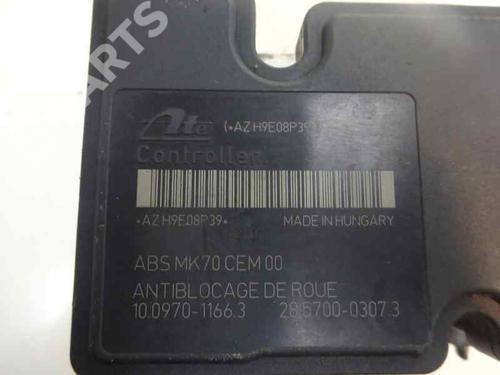 PARTS
Ate (*AZ H9E08P39
Controller
*AZ H9E08P39* MADE IN HUNGARY
ABS MK70 CEM 00
ANTIBLOCAGE DE ROUE
10.0970-1166.3 28.5700-0307.3